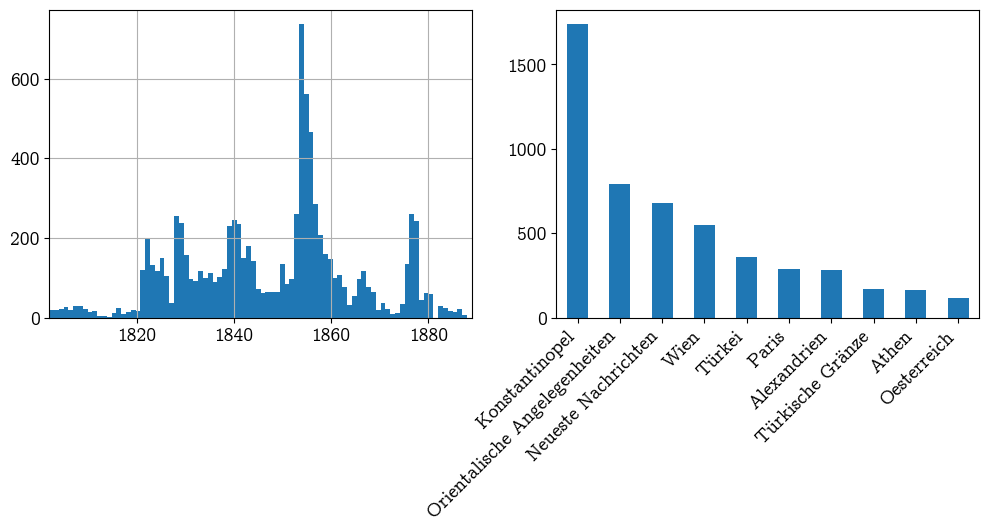 600
400
200
0
1820
1840
1860
1880
1500
1000
500
0
Konstantinopel
Orientalische Angelegenheiten
Neueste Nachrichten
Wien
Türkei
Paris
Alexandrien
Türkische Gränze
Athen
Oesterreich